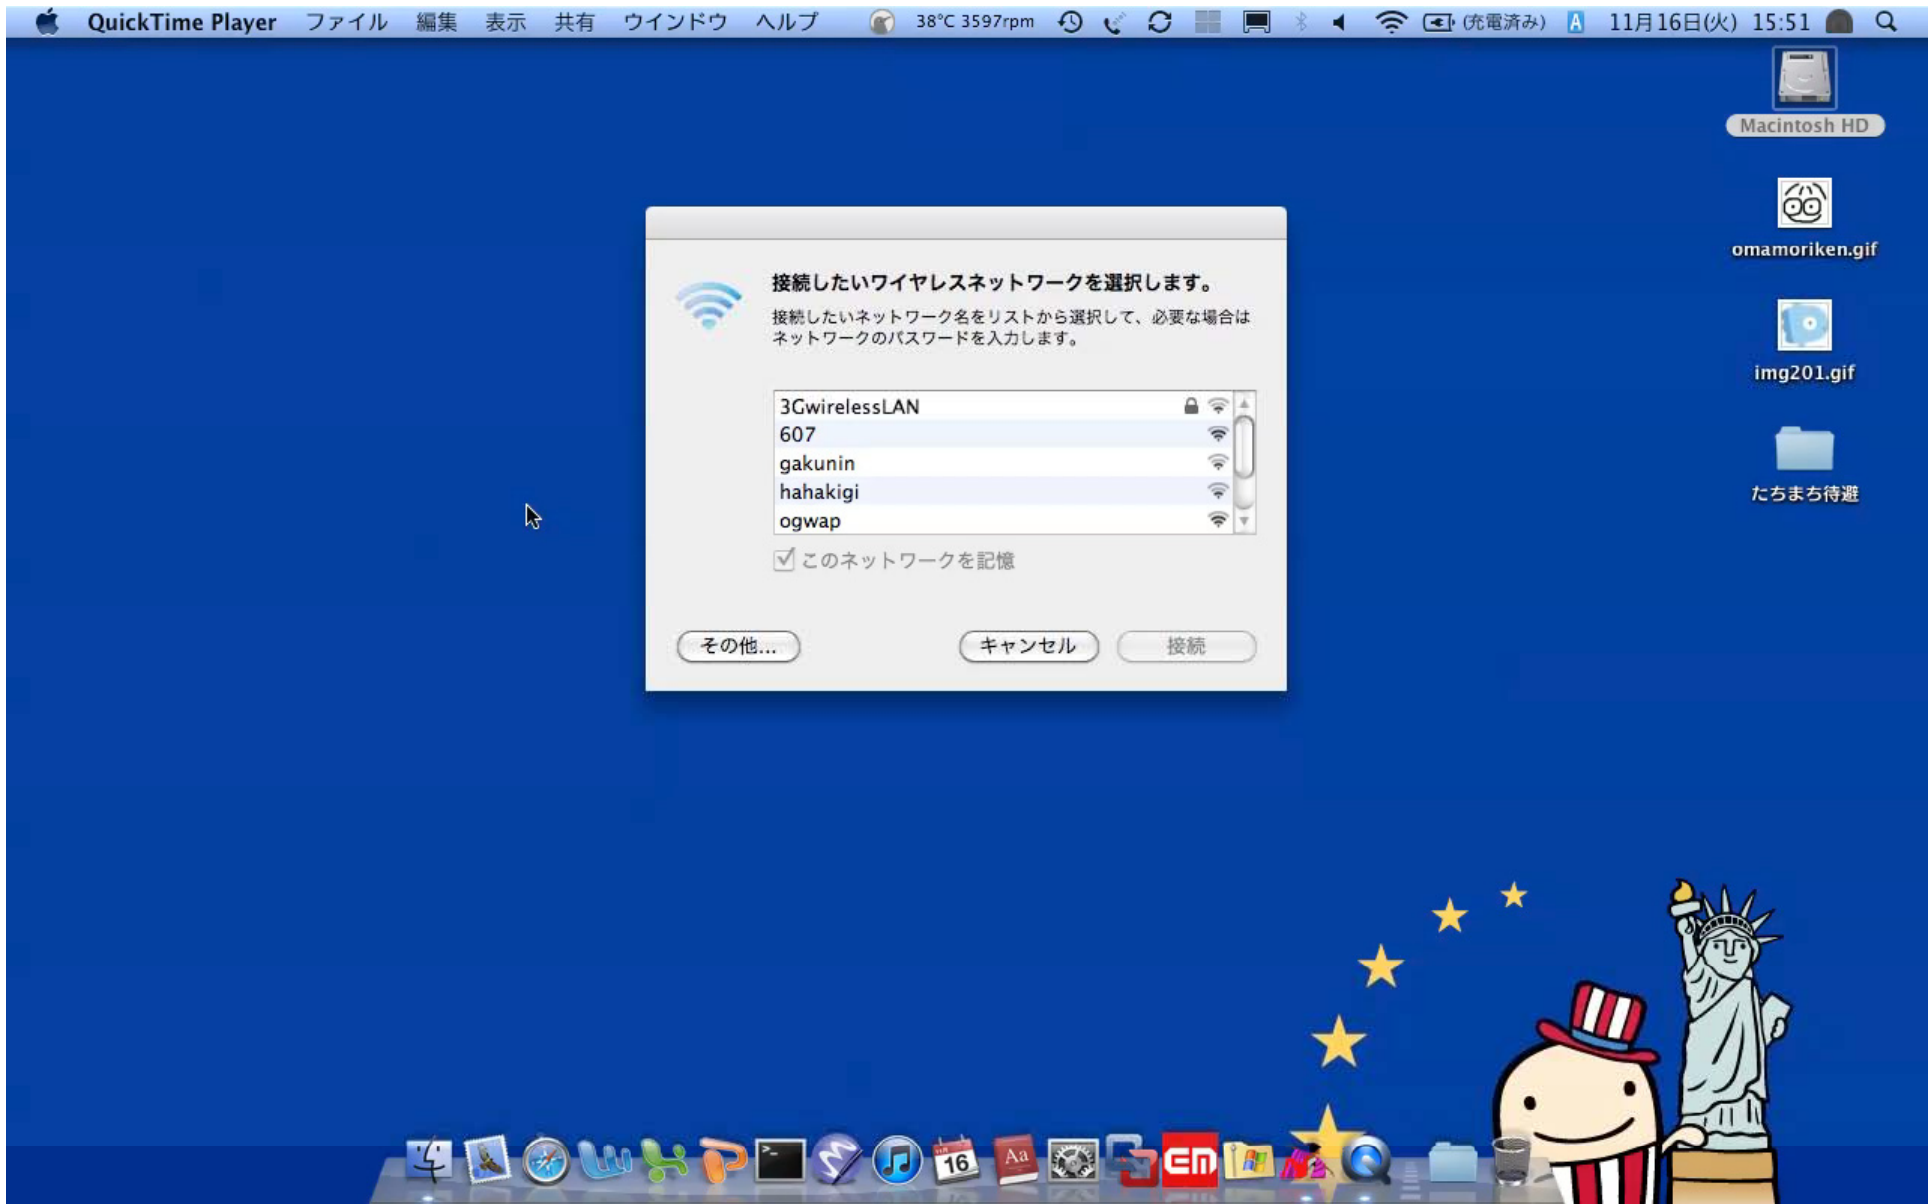 QuickTime Player ファイル 編集 表示 共有 ウインドウ ヘルプ 38°C 3597rpm (充電済み) A 11月16日(火) 15:51
Macintosh HD
omamoriken.gif
img201.gif
たちまち待避
接続したいワイヤレスネットワークを選択します。
接続したいネットワーク名をリストから選択して、必要な場合は
ネットワークのパスワードを入力します。
3GwirelessLAN
607
gakunin
hahakigi
ogwap
このネットワークを記憶
その他...
キャンセル
接続
16
Aa
EM